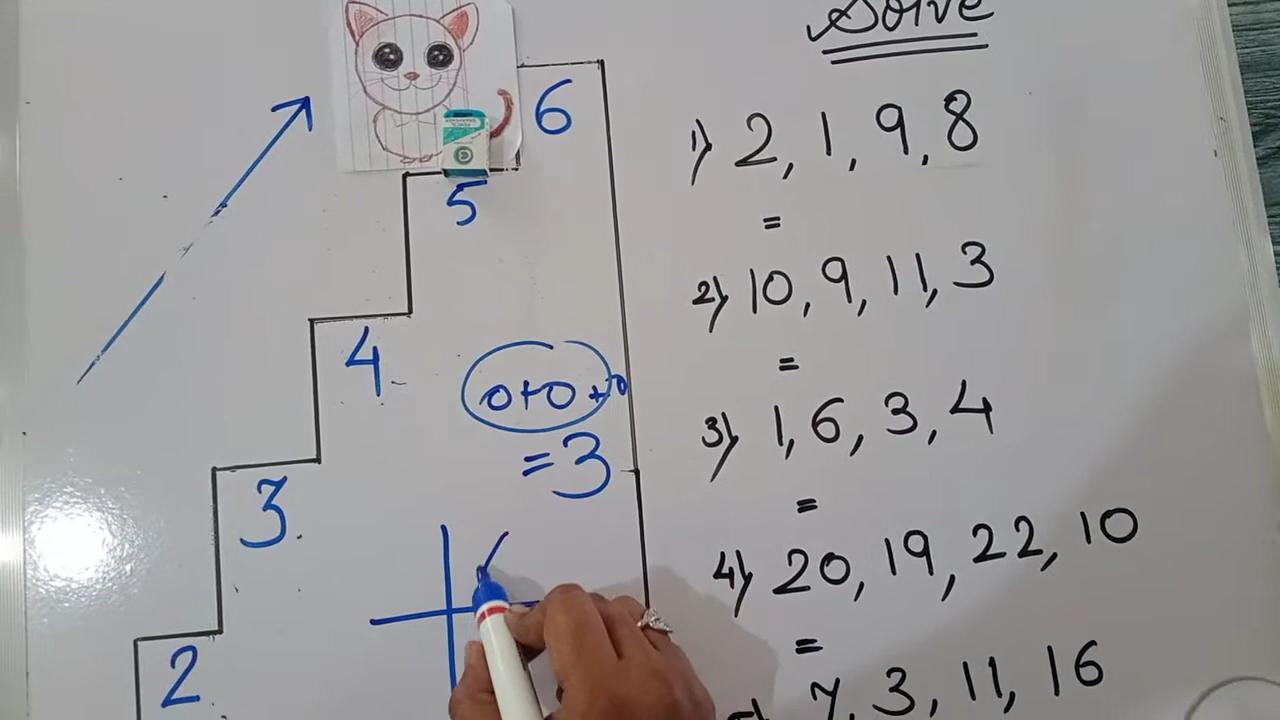 Solve
6
5
4
3.
2
0+0+0
=3
1) 2, 1, 9, 8
=
2) 10, 9, 11, 3
=
3) 1, 6, 3, 4
=
4) 20, 19, 22, 10
=
7, 3, 11, 16